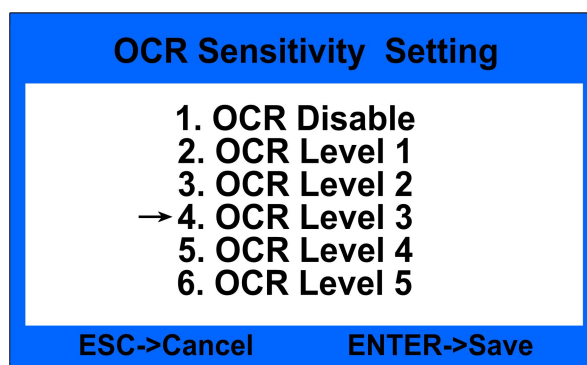 OCR Sensitivity Setting
1. OCR Disable
2. OCR Level 1
3. OCR Level 2
→4. OCR Level 3
5. OCR Level 4
6. OCR Level 5
ESC->Cancel ENTER->Save